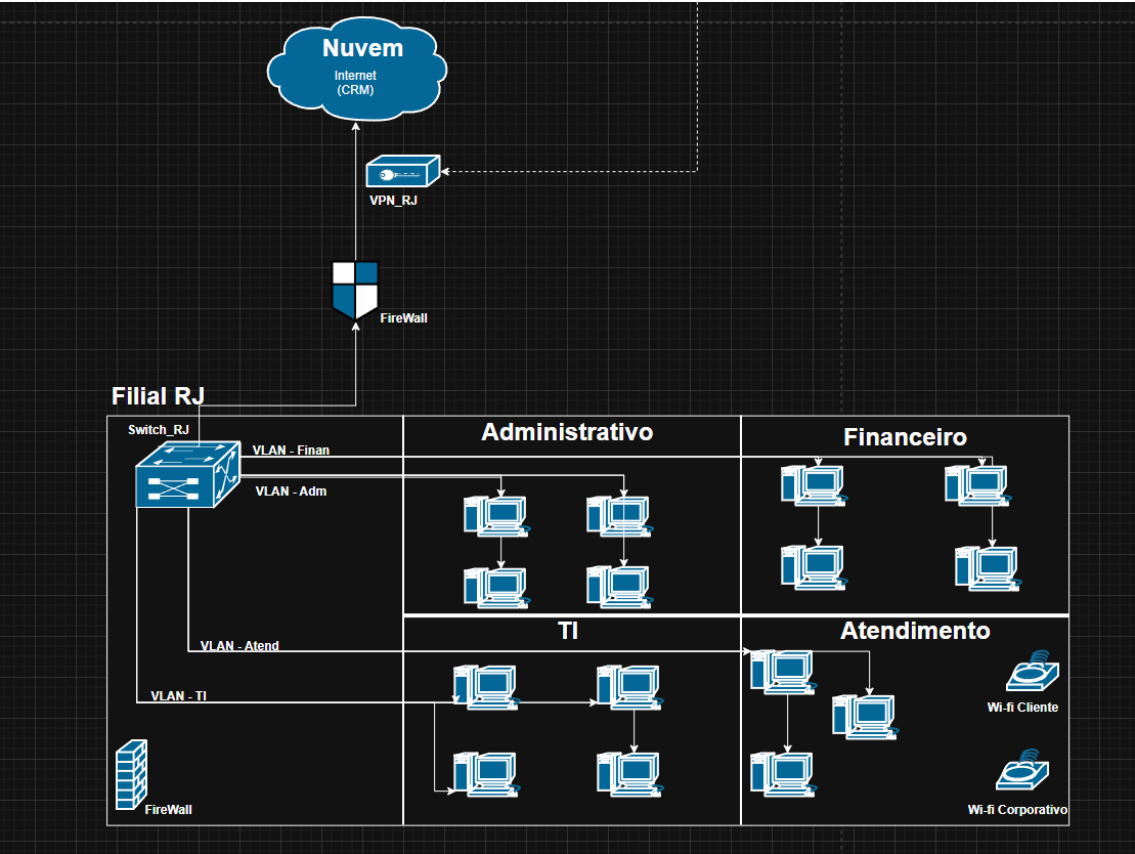 Nuvem
Internet
(CRM)
VPN_RJ
FireWall
Filial RJ
Switch_RJ
VLAN - Finan
VLAN - Adm
Administrativo
Financeiro
VLAN - Atend
VLAN - TI
TI
Atendimento
Wi-fi Cliente
Wi-fi Corporativo
FireWall